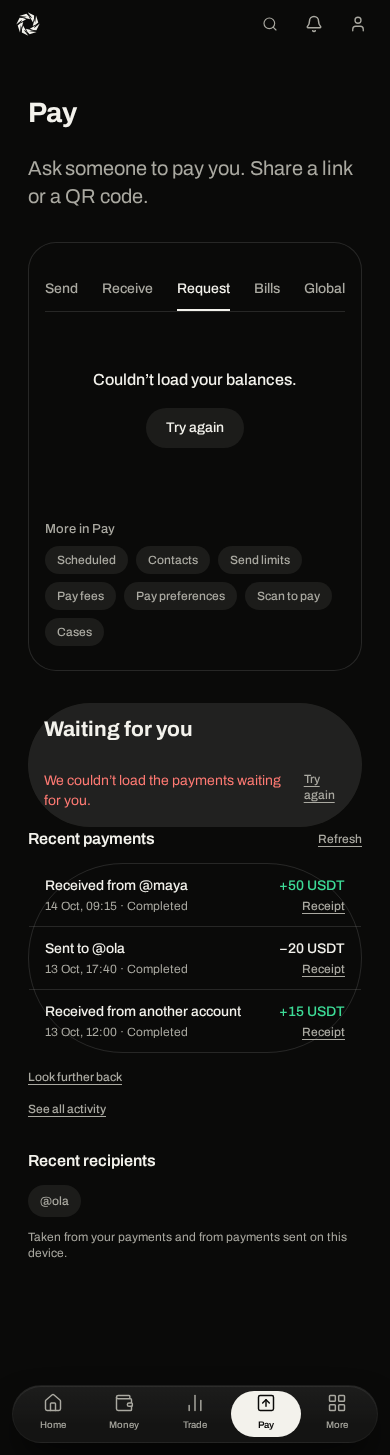 Pay
Ask someone to pay you. Share a link
or a QR code.
Send Receive Request Bills Global
Couldn’t load your balances.
Try again
More in Pay
Scheduled Contacts Send limits
Pay fees Pay preferences Scan to pay
Cases
Waiting for you
We couldn’t load the payments waiting
for you.
Try
again
Recent payments Refresh
Received from @maya +50 USDT
14 Oct, 09:15 · Completed Receipt
Sent to @ola −20 USDT
13 Oct, 17:40 · Completed Receipt
Received from another account +15 USDT
13 Oct, 12:00 · Completed Receipt
Look further back
See all activity
Recent recipients
@ola
Taken from your payments and from payments sent on this
device.
Home Money Trade Pay More